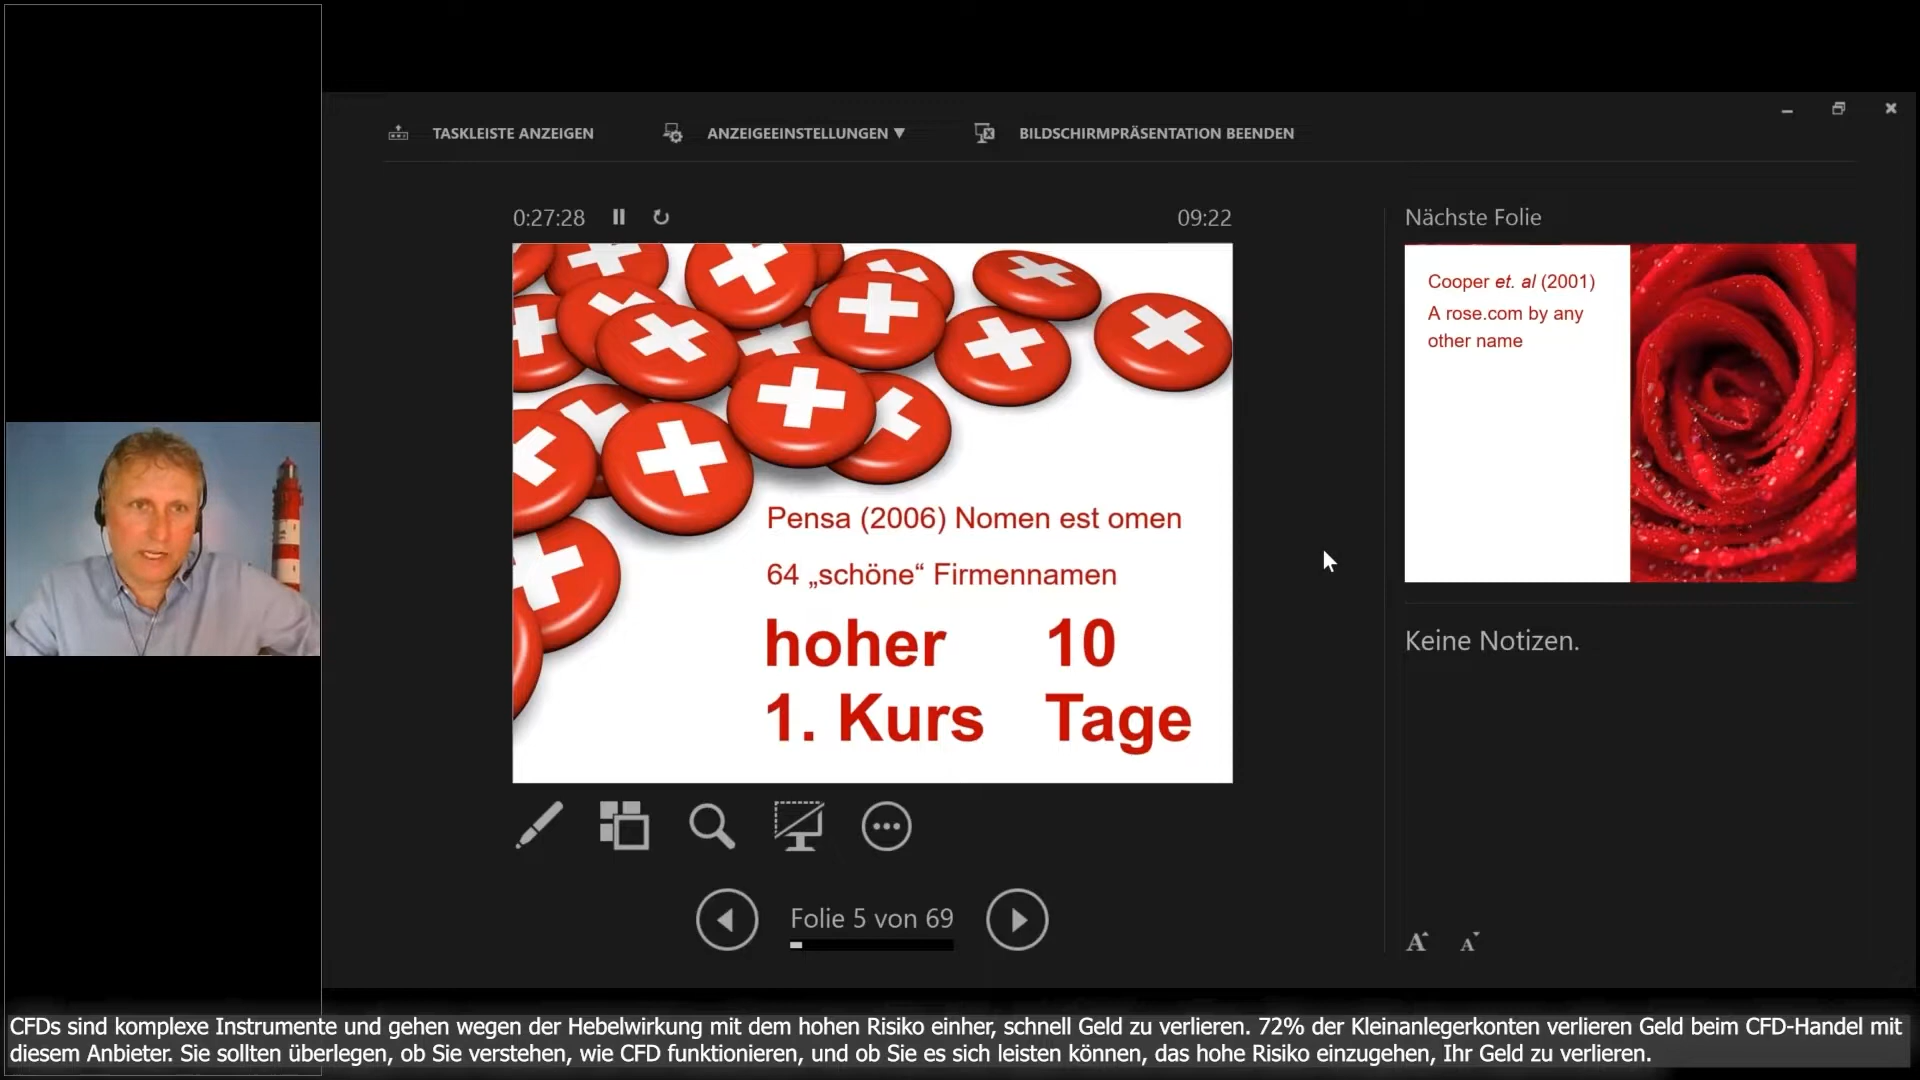 TASKLEISTE ANZEIGEN
ANZEIGEEINSTELLUNGEN ▼
BILDSCHIRMPRÄSENTATION BEENDEN
0:27:28
09:22
Pensa (2006) Nomen est omen
64 „schöne“ Firmennamen
hoher 10
1. Kurs Tage
Folie 5 von 69
Nächste Folie
Cooper et. al (2001)
A rose.com by any
other name
Keine Notizen.
A A
CFDs sind komplexe Instrumente und gehen wegen der Hebelwirkung mit dem hohen Risiko einher, schnell Geld zu verlieren. 72% der Kleinanlegerkonten verlieren Geld beim CFD-Handel mit
diesem Anbieter. Sie sollten überlegen, ob Sie verstehen, wie CFD funktionieren, und ob Sie es sich leisten können, das hohe Risiko einzugehen, Ihr Geld zu verlieren.